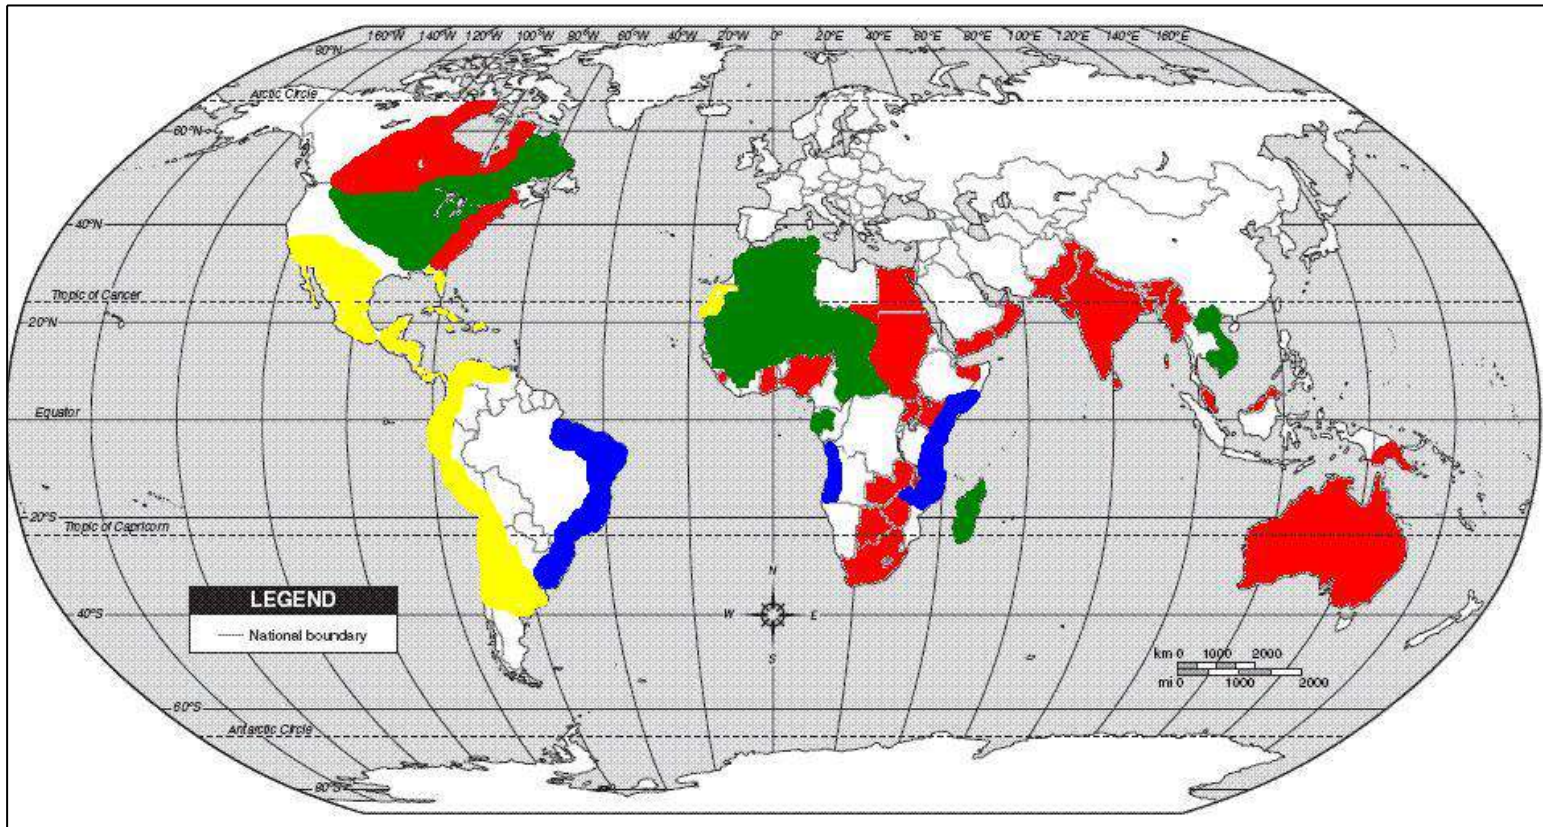 160°W 140°W 120°W 100°W 80°W 60°W 40°W 20°W 0° 20°E 40°E 60°E 80°E 100°E 120°E 140°E 160°E
80°N
Arctic Circle
60°N
40°N
Tropic of Cancer
20°N
Equator
20°S
Tropic of Capricorn
N
LEGEND
40°S
W E
National boundary
S
km 0 1000 2000
mi 0 1000 2000
60°S
Antarctic Circle
80°S